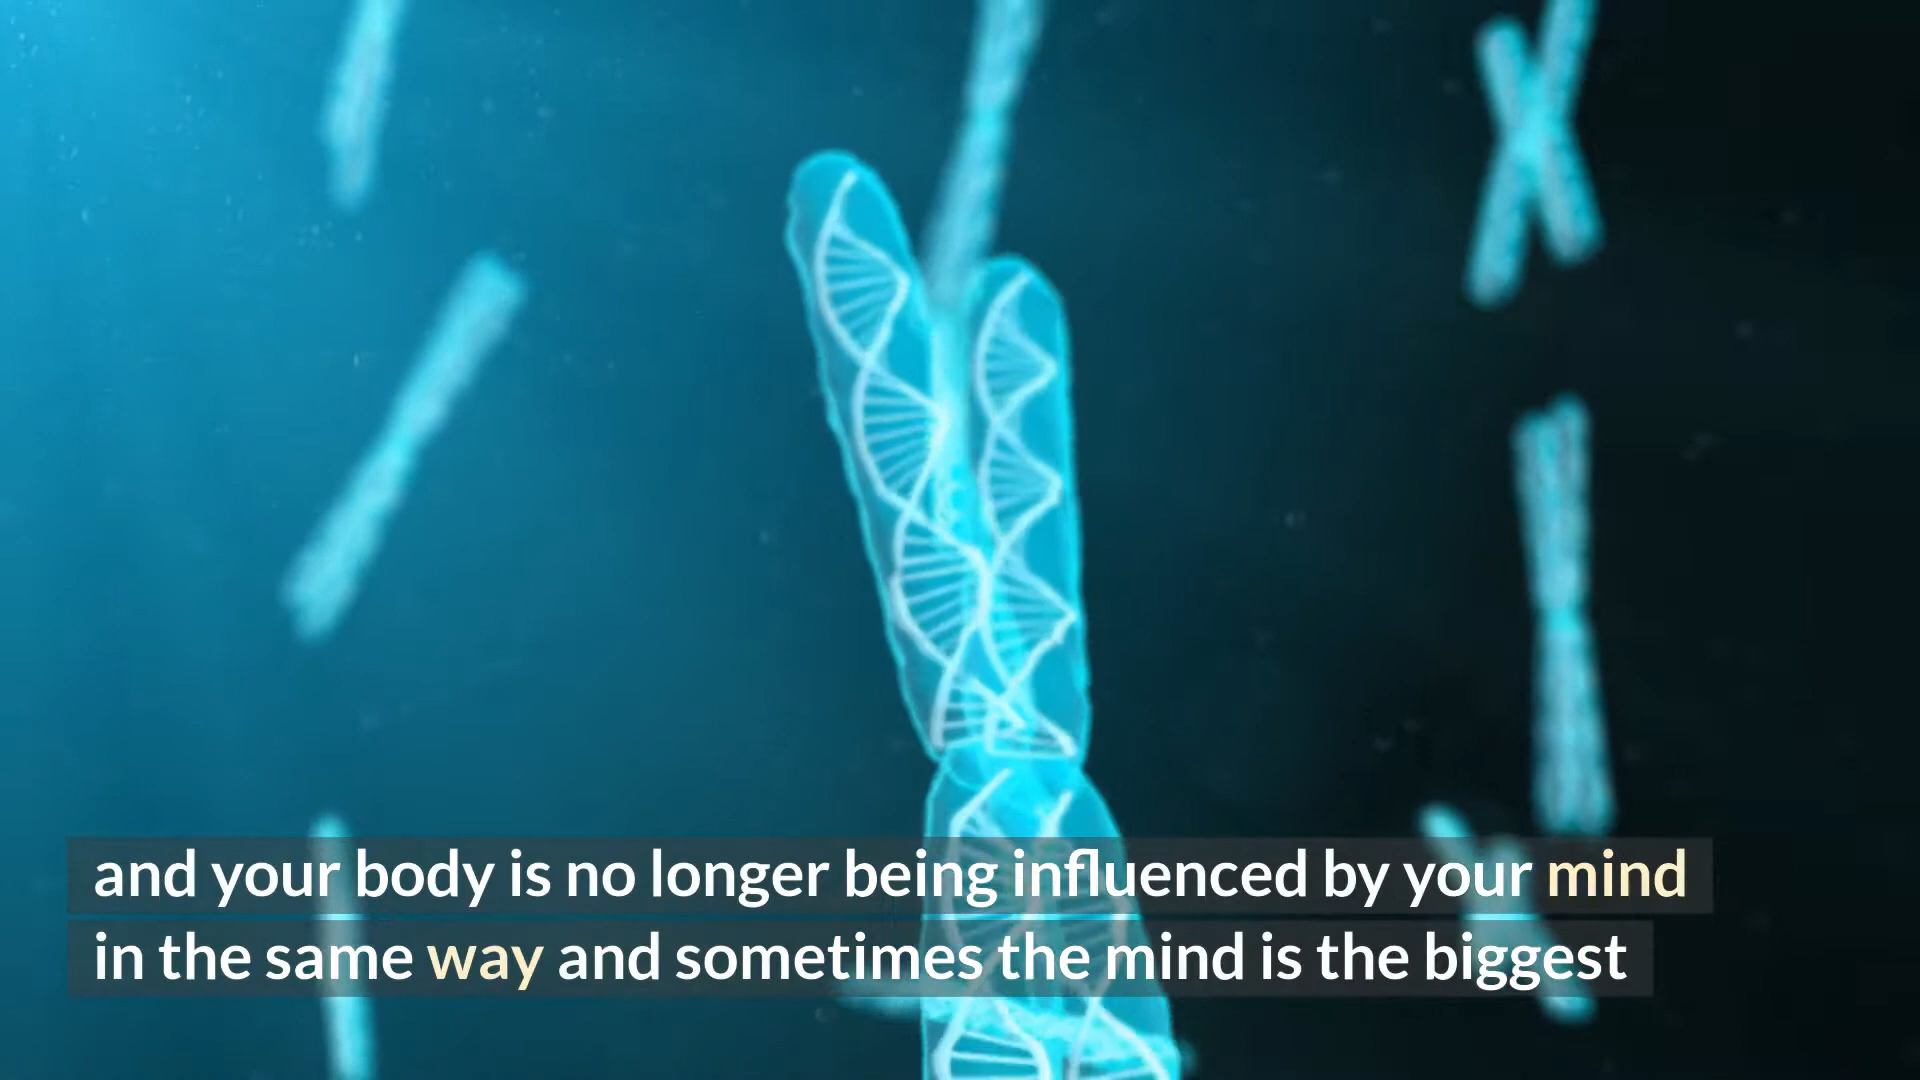 and your body is no longer being influenced by your mind
in the same way and sometimes the mind is the biggest